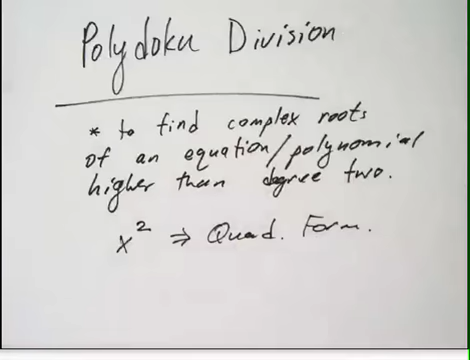 Polydoku Division
* to find complex roots
of an equation/polynomial
higher than degree two.
x² ⇒ Quad. Form.